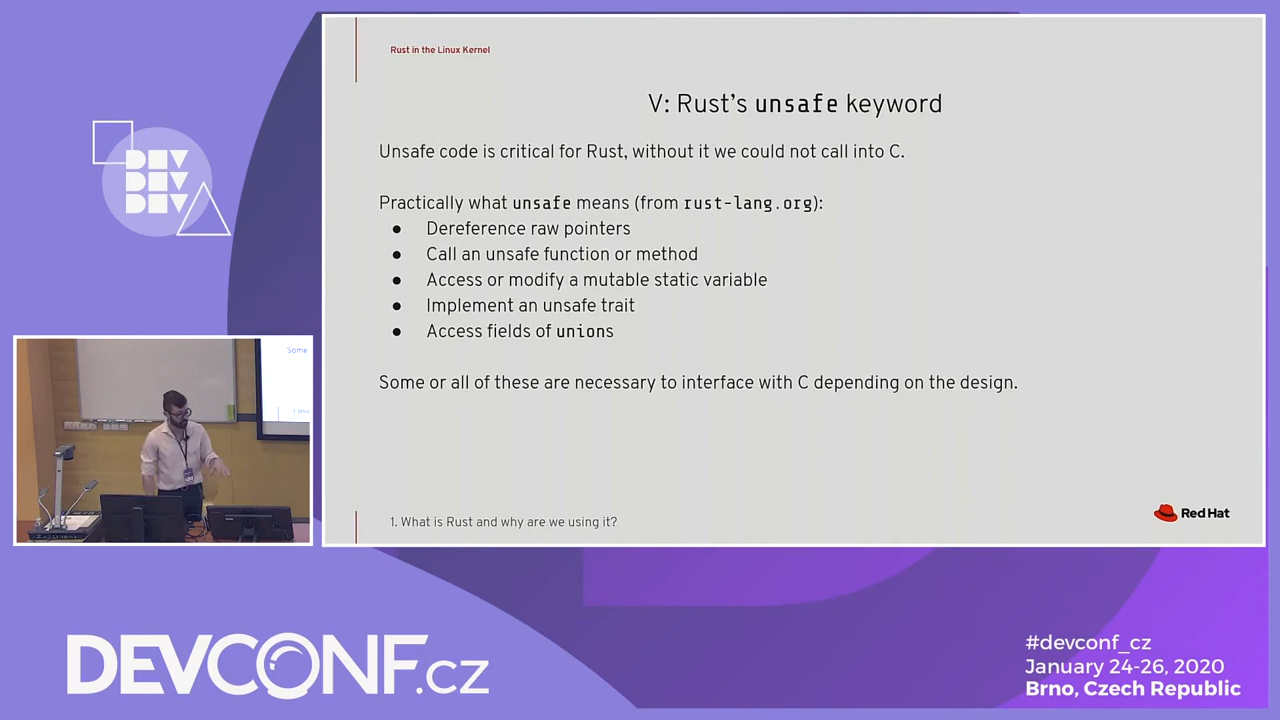 Rust in the Linux Kernel
V: Rust's unsafe keyword
Unsafe code is critical for Rust, without it we could not call into C.
Practically what unsafe means (from rust-lang.org):
● Dereference raw pointers
● Call an unsafe function or method
● Access or modify a mutable static variable
● Implement an unsafe trait
● Access fields of unions
Some or all of these are necessary to interface with C depending on the design.
1. What is Rust and why are we using it?
Red Hat
DEV
DEV
DEV
Some
DEVCONF.cz
#devconf_cz
January 24-26, 2020
Brno, Czech Republic